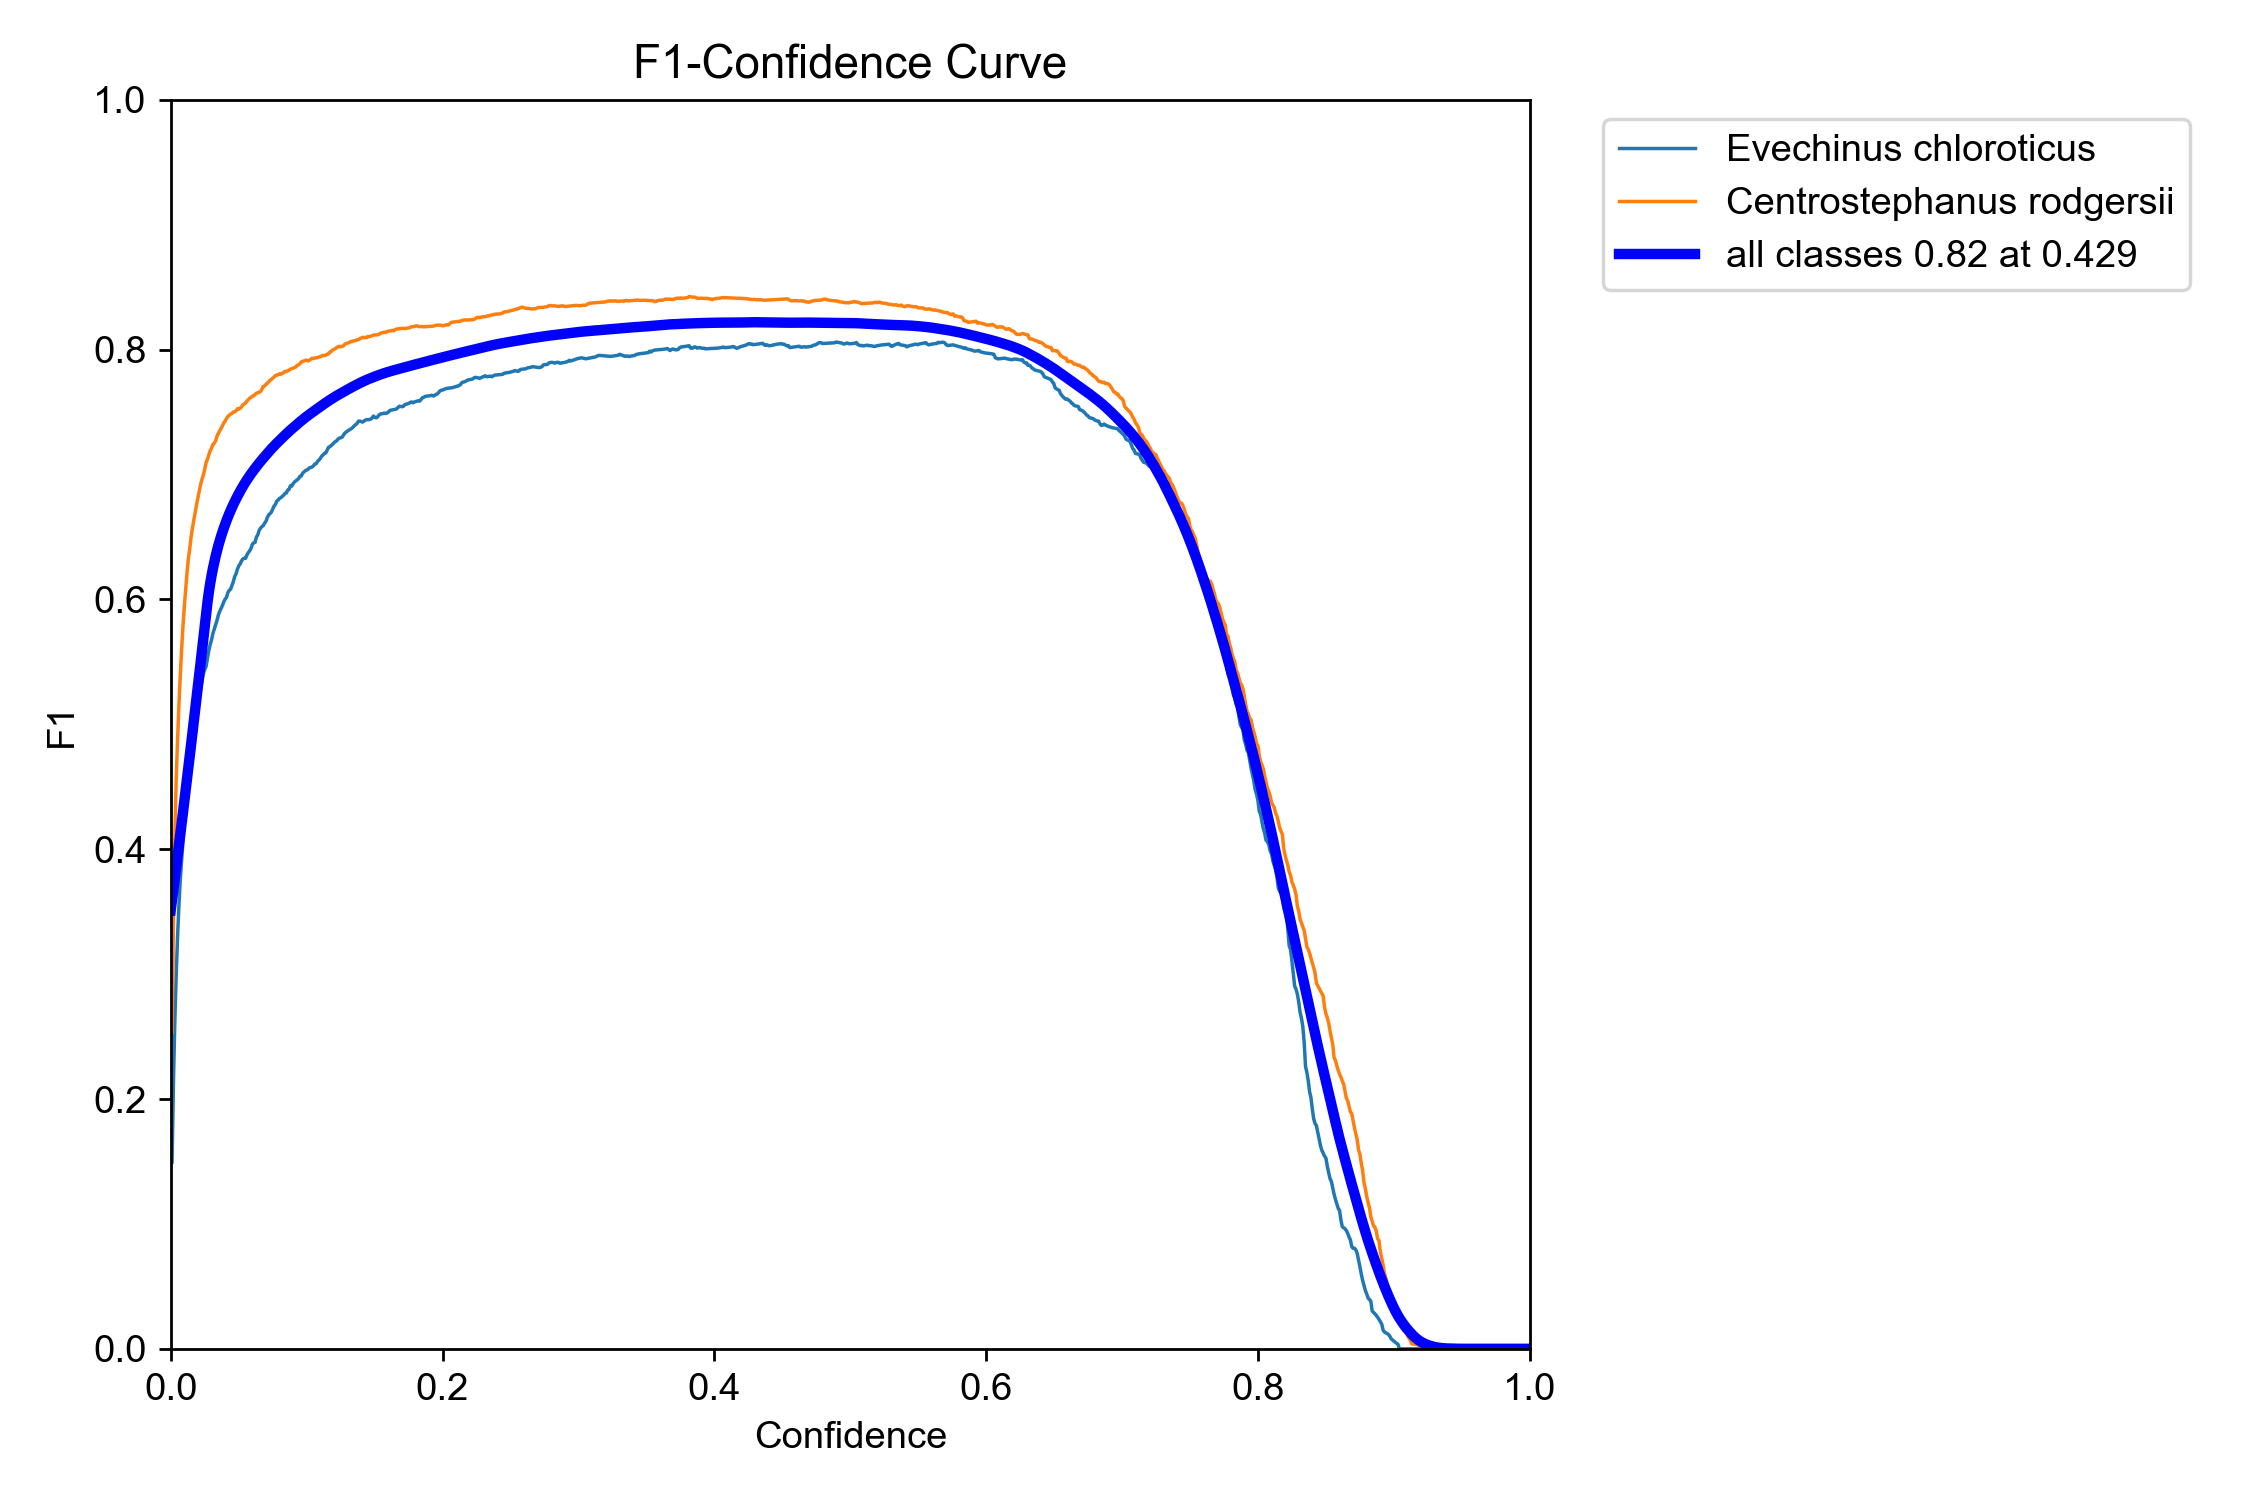 F1-Confidence Curve
1.0
0.8
0.6
0.4
0.2
0.0
F1
0.0 0.2 0.4 0.6 0.8 1.0
Confidence
Evechinus chloroticus
Centrostephanus rodgersii
all classes 0.82 at 0.429